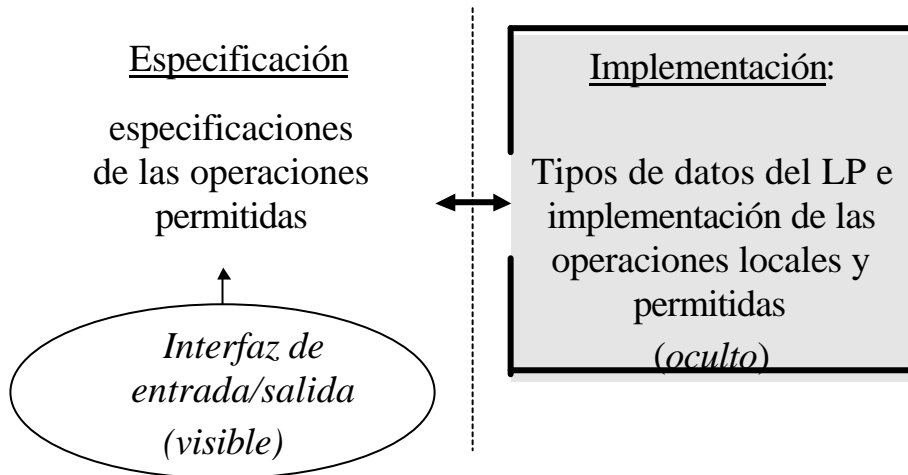 Especificación
especificaciones
de las operaciones
permitidas
Interfaz de
entrada/salida
(visible)
Implementación:
Tipos de datos del LP e
implementación de las
operaciones locales y
permitidas
(oculto)